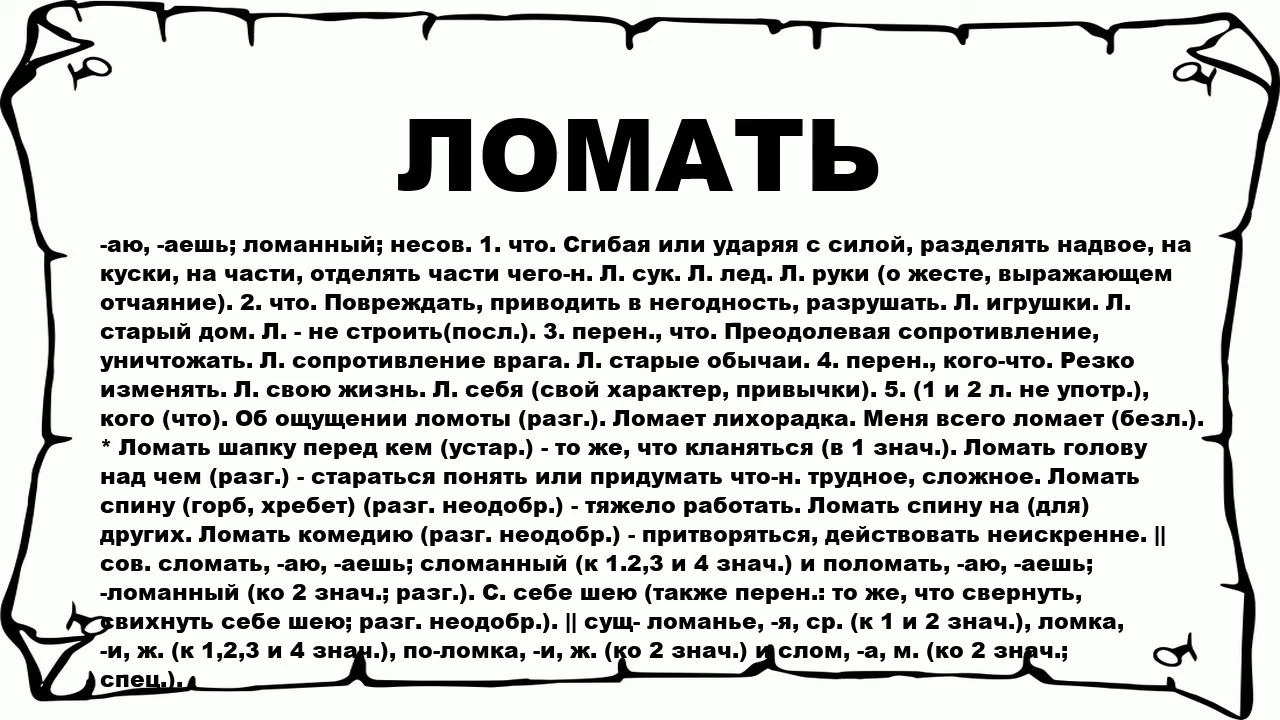 ЛОМАТЬ
-аю, -аешь; ломанный; несов. 1. что. Сгибая или ударяя с силой, разделять надвое, на
куски, на части, отделять части чего-н. Л. сук. Л. лед. Л. руки (о жесте, выражающем
отчаяние). 2. что. Повреждать, приводить в негодность, разрушать. Л. игрушки. Л.
старый дом. Л. - не строить(посл.). 3. перен., что. Преодолевая сопротивление,
уничтожать. Л. сопротивление врага. Л. старые обычаи. 4. перен., кого-что. Резко
изменять. Л. свою жизнь. Л. себя (свой характер, привычки). 5. (1 и 2 л. не употр.),
кого (что). Об ощущении ломоты (разг.). Ломает лихорадка. Меня всего ломает (безл.).
* Ломать шапку перед кем (устар.) - то же, что кланяться (в 1 знач.). Ломать голову
над чем (разг.) - стараться понять или придумать что-н. трудное, сложное. Ломать
спину (горб, хребет) (разг. неодобр.) - тяжело работать. Ломать спину на (для)
других. Ломать комедию (разг. неодобр.) - притворяться, действовать неискренне. ||
сов. сломать, -аю, -аешь; сломанный (к 1.2,3 и 4 знач.) и поломать, -аю, -аешь;
-ломанный (ко 2 знач.; разг.). С. себе шею (также перен.: то же, что свернуть,
свихнуть себе шею; разг. неодобр.). || сущ- ломанье, -я, ср. (к 1 и 2 знач.), ломка,
-и, ж. (к 1,2,3 и 4 знач.), по-ломка, -и, ж. (ко 2 знач.) и слом, -а, м. (ко 2 знач.;
спец.).